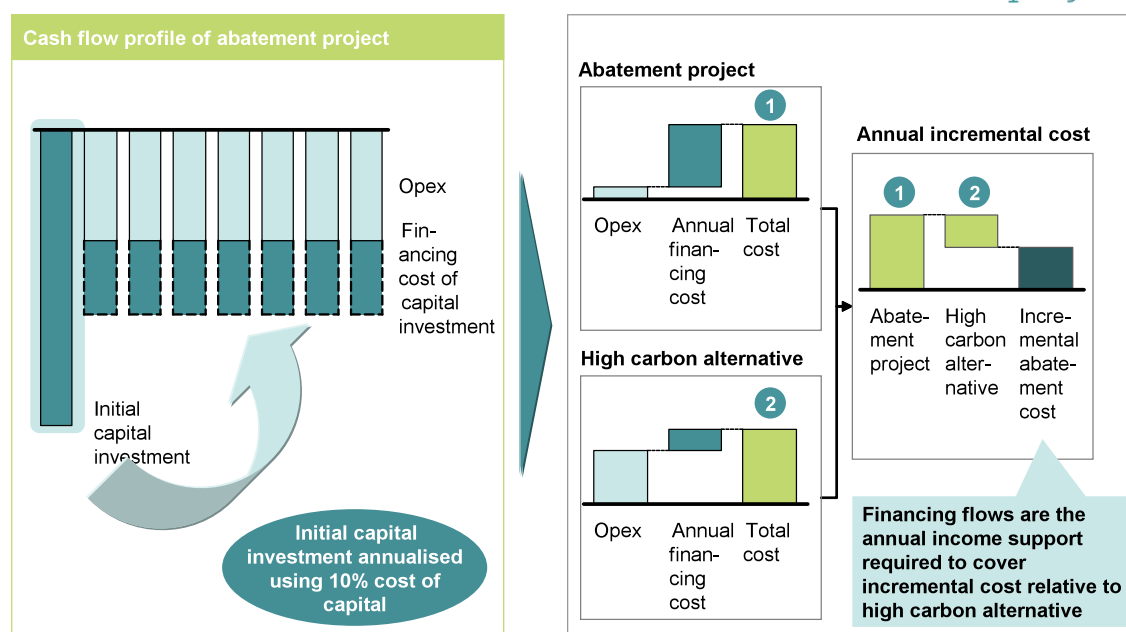 Cash flow profile of abatement project
Opex
Fin-
ancing
cost of
capital
investment
Initial
capital
investment
Initial capital
investment annualised
using 10% cost of
capital
Abatement project
1
Opex
Annual
finan-
cing
cost
Total
cost
High carbon alternative
2
Opex
Annual
finan-
cing
cost
Total
cost
Annual incremental cost
1
2
Abate-
ment
project
High
carbon
alter-
native
Incre-
mental
abate-
ment
cost
Financing flows are the
annual income support
required to cover
incremental cost relative to
high carbon alternative